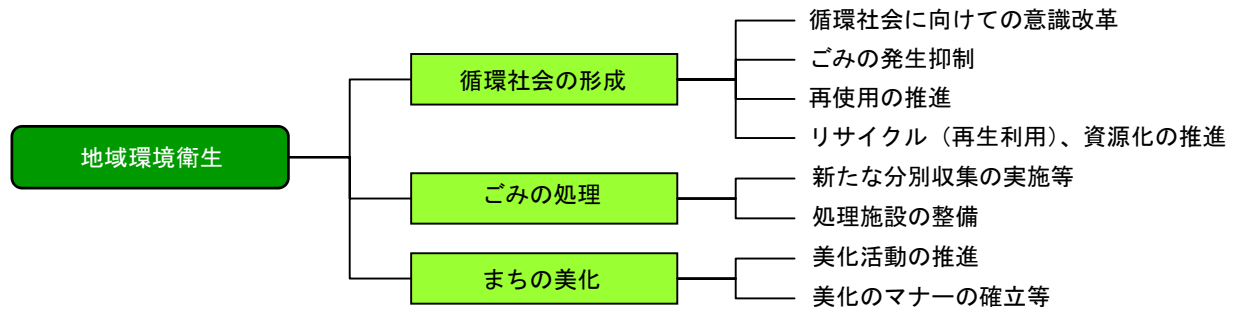 地域環境衛生
循環社会の形成
循環社会に向けての意識改革
ごみの発生抑制
再使用の推進
リサイクル（再生利用）、資源化の推進
ごみの処理
新たな分別収集の実施等
処理施設の整備
まちの美化
美化活動の推進
美化のマナーの確立等